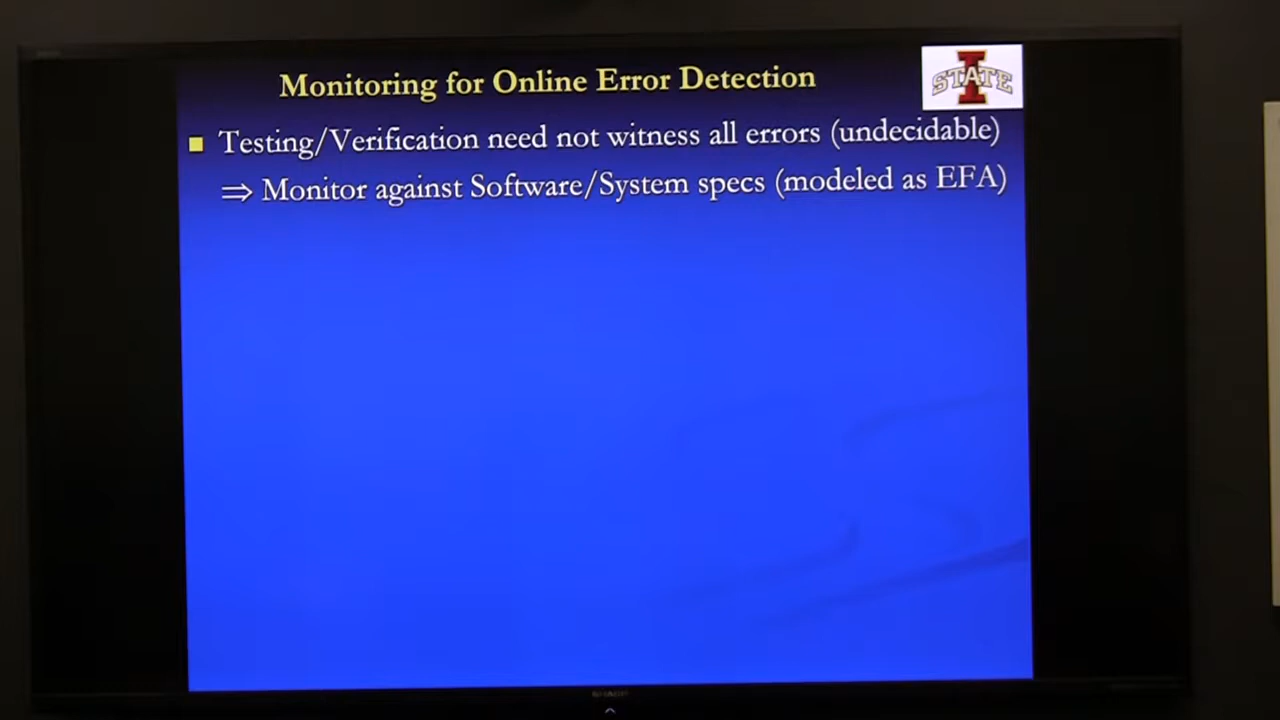 Monitoring for Online Error Detection
STATE
Testing/Verification need not witness all errors (undecidable)
⇒ Monitor against Software/System specs (modeled as EFA)
SHARP